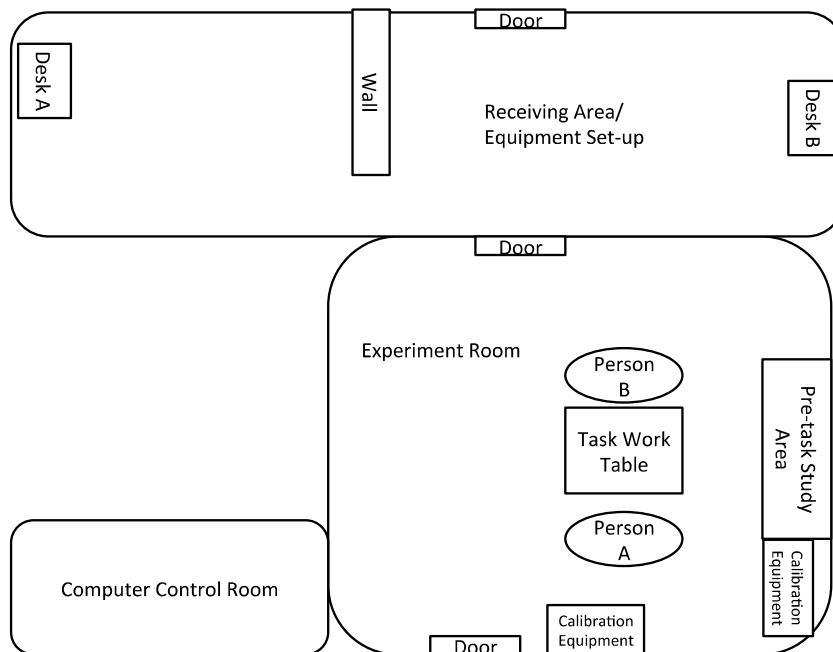 Door
Desk A
Wall
Receiving Area/
Equipment Set-up
Desk B
Door
Experiment Room
Person
B
Pre-task Study
Area
Task Work
Table
Person
A
Calibration
Equipment
Computer Control Room
Calibration
Equipment
Door